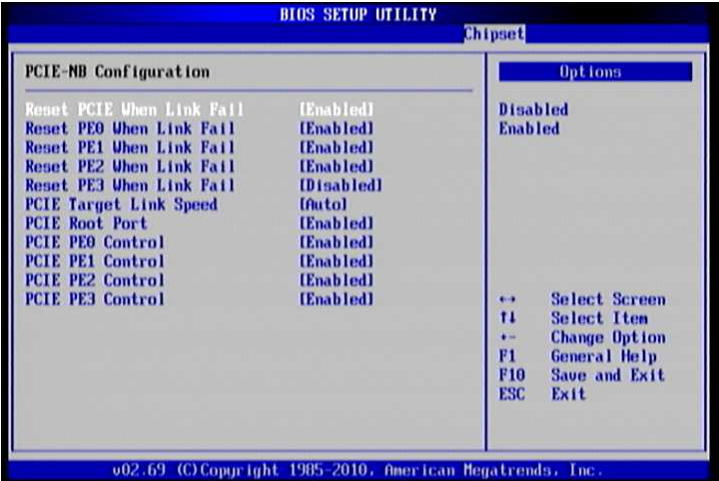 BIOS SETUP UTILITY
Chipset
PCIE-NB Configuration
Reset PCIE When Link Fail [Enabled]
Reset PE0 When Link Fail [Enabled]
Reset PE1 When Link Fail [Enabled]
Reset PE2 When Link Fail [Enabled]
Reset PE3 When Link Fail [Disabled]
PCIE Target Link Speed [Auto]
PCIE Root Port [Enabled]
PCIE PE0 Control [Enabled]
PCIE PE1 Control [Enabled]
PCIE PE2 Control [Enabled]
PCIE PE3 Control [Enabled]
Options
Disabled
Enabled
↔ Select Screen
↑↓ Select Item
+- Change Option
F1 General Help
F10 Save and Exit
ESC Exit
v02.69 (C)Copyright 1985-2010, American Megatrends, Inc.